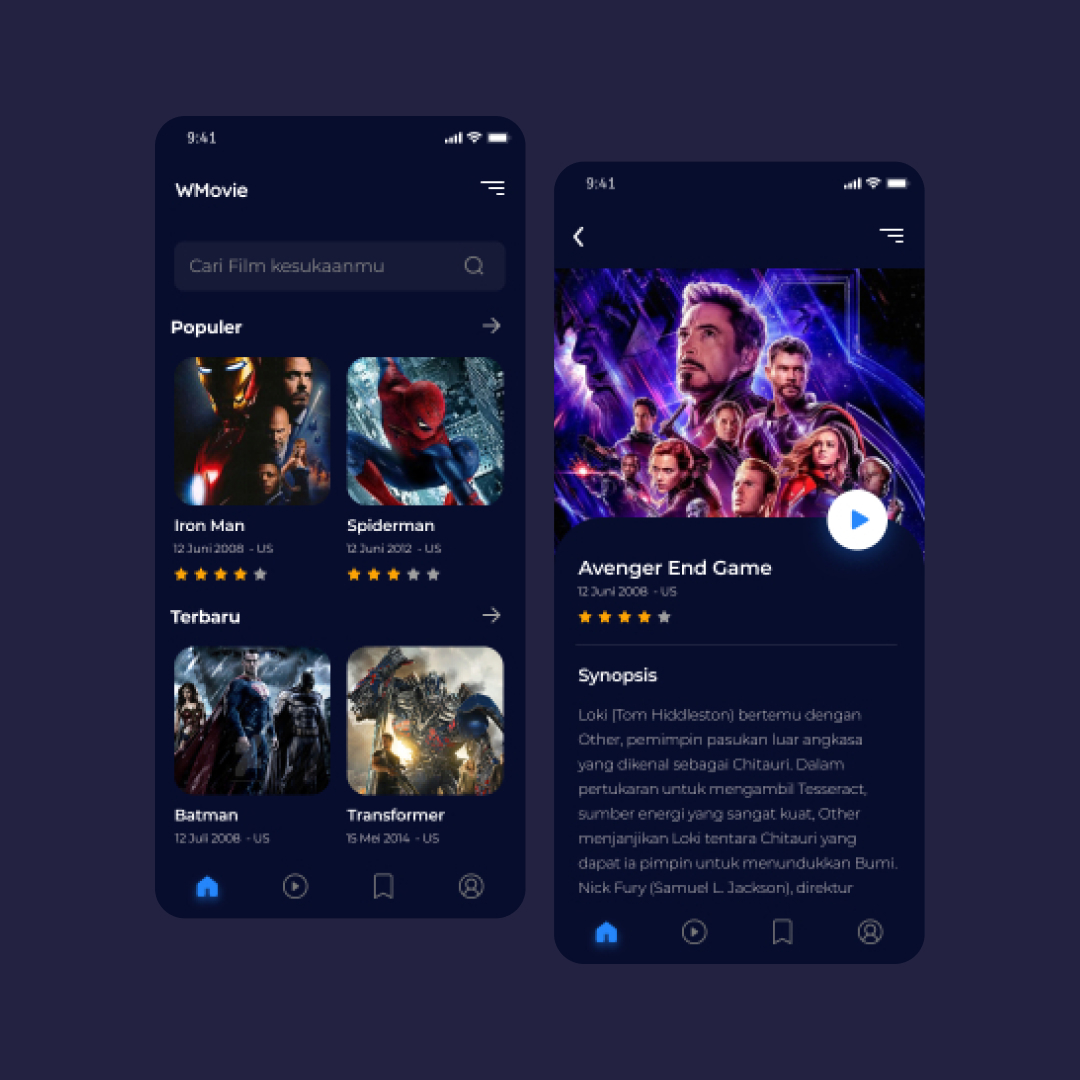 9:41
WMovie
Cari Film kesukaanmu
Populer
Iron Man
12 Juni 2008 - US
Spiderman
12 Juni 2012 - US
Terbaru
Batman
12 Juli 2008 - US
Transformer
15 Mei 2014 - US
9:41
Avenger End Game
12 Juni 2008 - US
Synopsis
Loki (Tom Hiddleston) bertemu dengan
Other, pemimpin pasukan luar angkasa
yang dikenal sebagai Chitauri. Dalam
pertukaran untuk mengambil Tesseract,
sumber energi yang sangat kuat, Other
menjanjikan Loki tentara Chitauri yang
dapat ia pimpin untuk menundukkan Bumi.
Nick Fury (Samuel L. Jackson), direktur